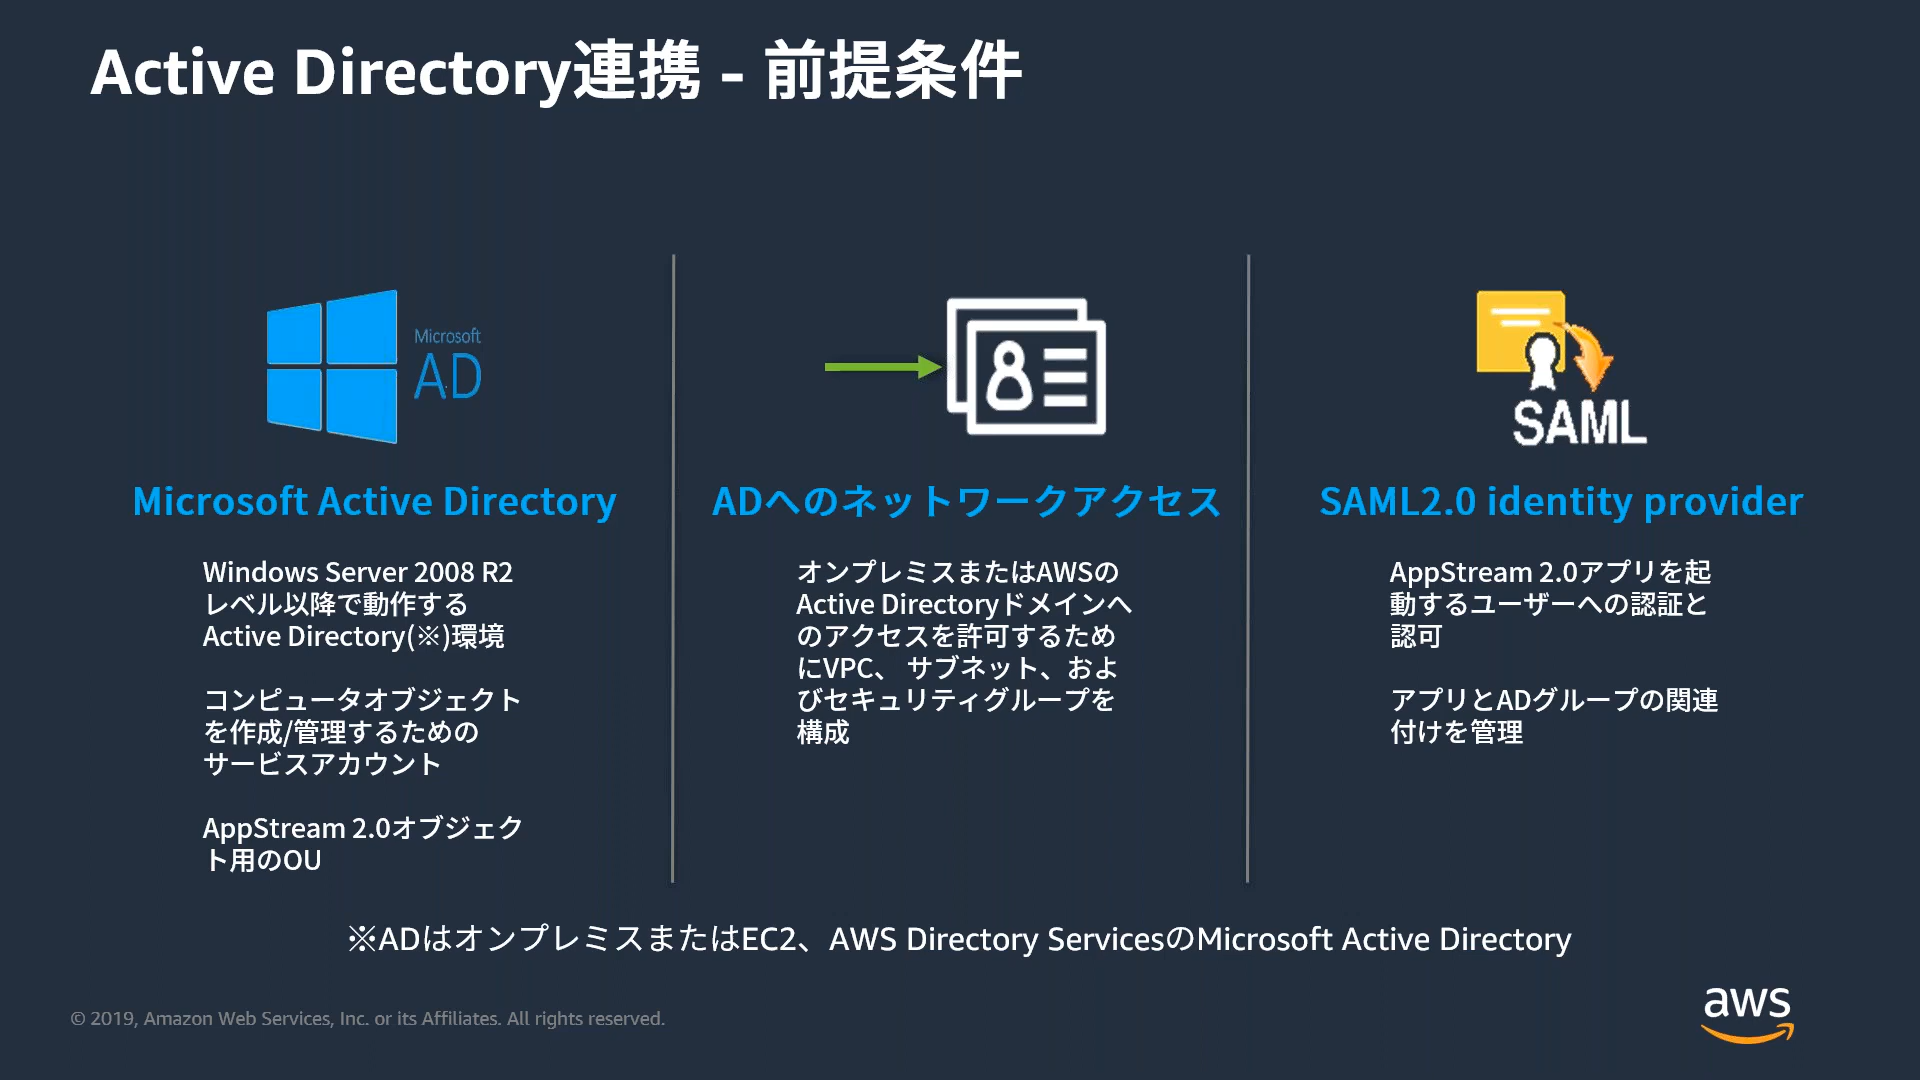 Active Directory連携 - 前提条件
Microsoft
AD
SAML
Microsoft Active Directory
Windows Server 2008 R2
レベル以降で動作する
Active Directory(※)環境
コンピュータオブジェクト
を作成/管理するための
サービスアカウント
AppStream 2.0オブジェク
ト用のOU
ADへのネットワークアクセス
オンプレミスまたはAWSの
Active Directoryドメインへ
のアクセスを許可するため
にVPC、 サブネット、およ
びセキュリティグループを
構成
SAML2.0 identity provider
AppStream 2.0アプリを起
動するユーザーへの認証と
認可
アプリとADグループの関連
付けを管理
※ADはオンプレミスまたはEC2、AWS Directory ServicesのMicrosoft Active Directory
© 2019, Amazon Web Services, Inc. or its Affiliates. All rights reserved.
aws